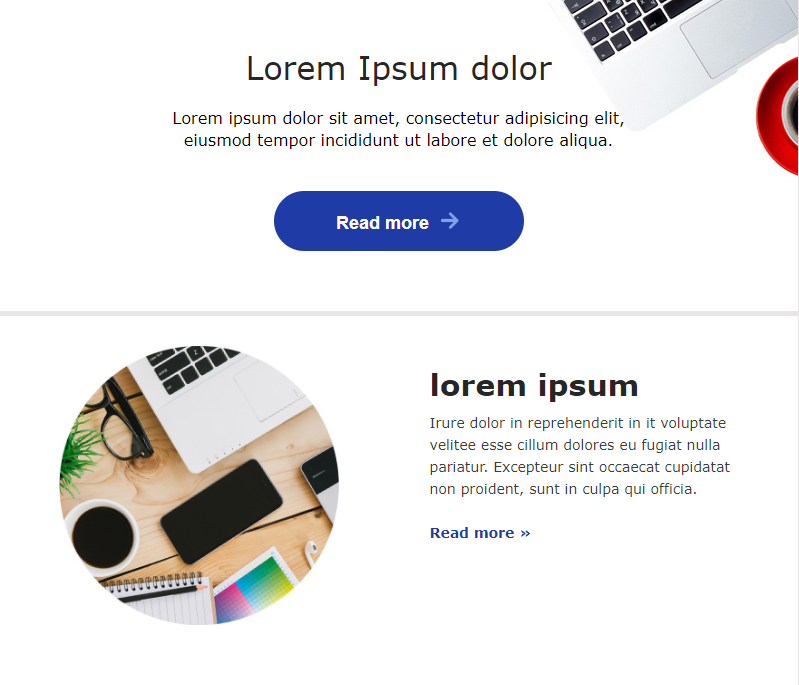 Lorem Ipsum dolor
Lorem ipsum dolor sit amet, consectetur adipisicing elit,
eiusmod tempor incididunt ut labore et dolore aliqua.
Read more →
lorem ipsum
Irure dolor in reprehenderit in it voluptate
velitee esse cillum dolores eu fugiat nulla
pariatur. Excepteur sint occaecat cupidatat
non proident, sunt in culpa qui officia.
Read more »